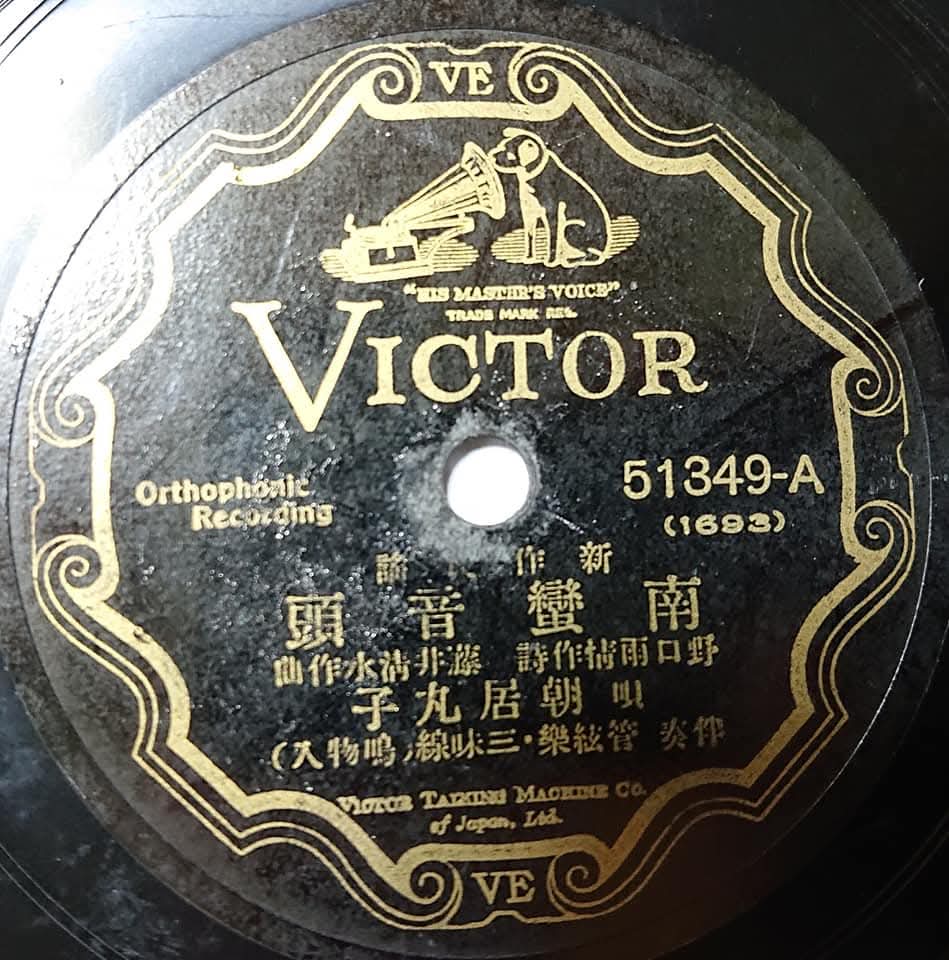 VE
"HIS MASTER'S VOICE"
TRADE MARK REG.
VICTOR
Orthophonic
Recording
51349-A
(1693)
新作民謠
南蠻音頭
野口雨情作詩 藤井清水作曲
唄 朝居丸子
伴奏 管絃樂・三味線(鳴物入)
VICTOR TALKING MACHINE CO.
of Japan, Ltd.
VE